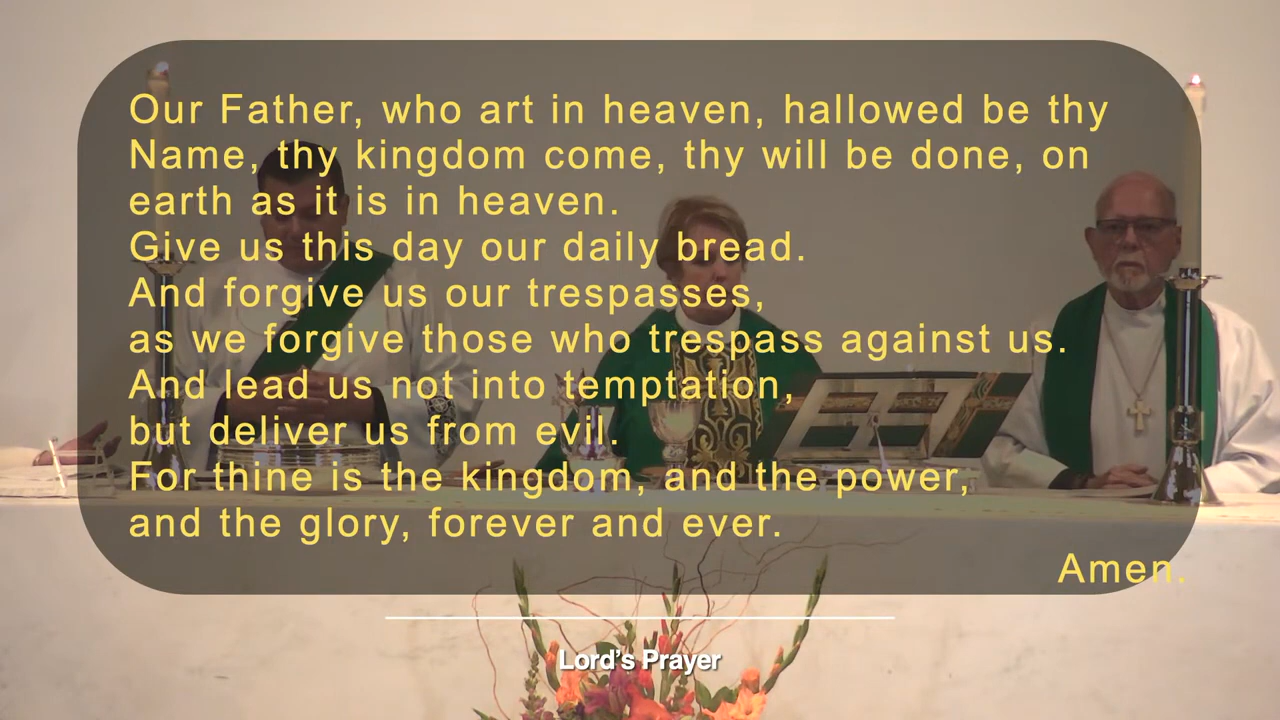 Our Father, who art in heaven, hallowed be thy
Name, thy kingdom come, thy will be done, on
earth as it is in heaven.
Give us this day our daily bread.
And forgive us our trespasses,
as we forgive those who trespass against us.
And lead us not into temptation,
but deliver us from evil.
For thine is the kingdom, and the power,
and the glory, forever and ever.
Amen.
Lord's Prayer